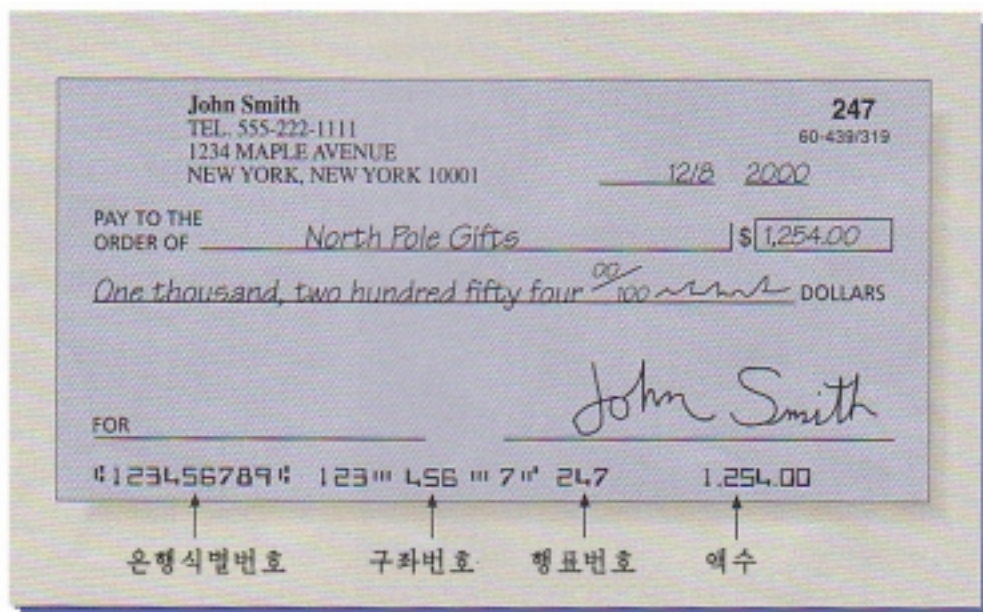 John Smith
TEL. 555-222-1111
1234 MAPLE AVENUE
NEW YORK, NEW YORK 10001
247
60-439/319
12/8 2000
PAY TO THE
ORDER OF North Pole Gifts $ 1,254.00
One thousand, two hundred fifty four 00/100 DOLLARS
John Smith
FOR
⑆123456789⑆ 123⑈ 456 ⑈ 7⑈ 247 1.254.00
은행식별번호 구좌번호 행표번호 액수